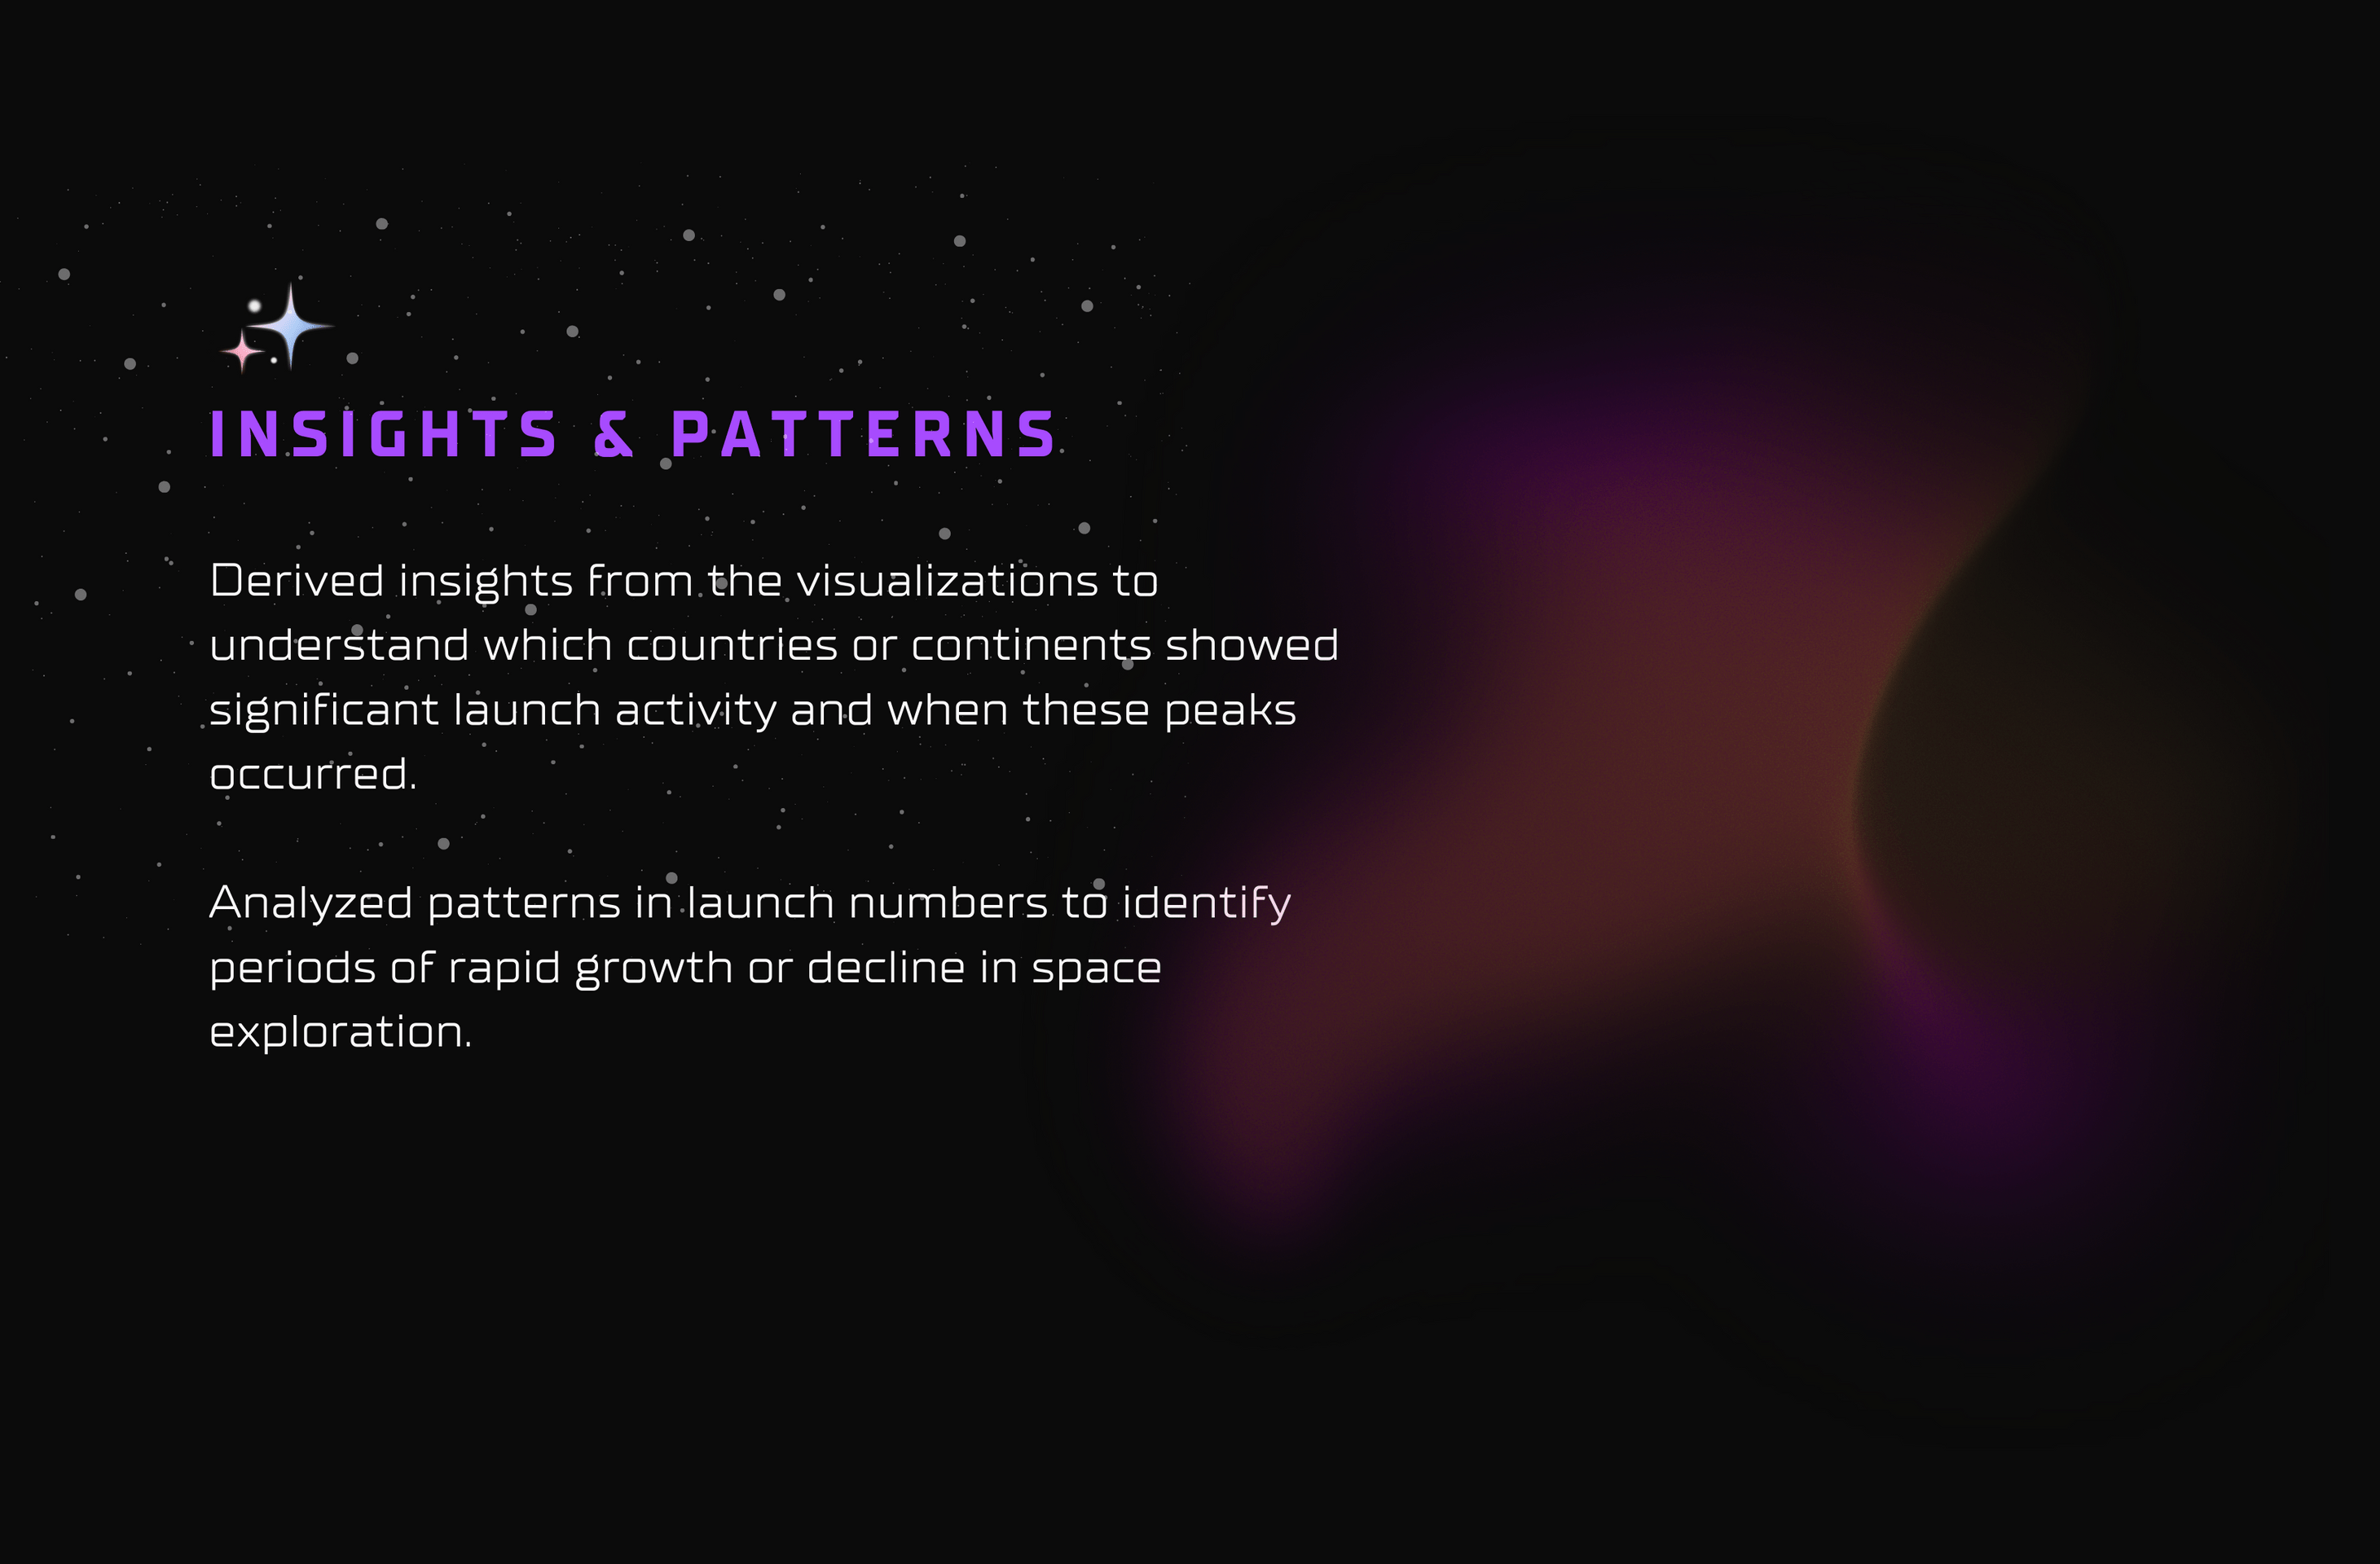 INSIGHTS & PATTERNS
Derived insights from the visualizations to
understand which countries or continents showed
significant launch activity and when these peaks
occurred.
Analyzed patterns in launch numbers to identify
periods of rapid growth or decline in space
exploration.